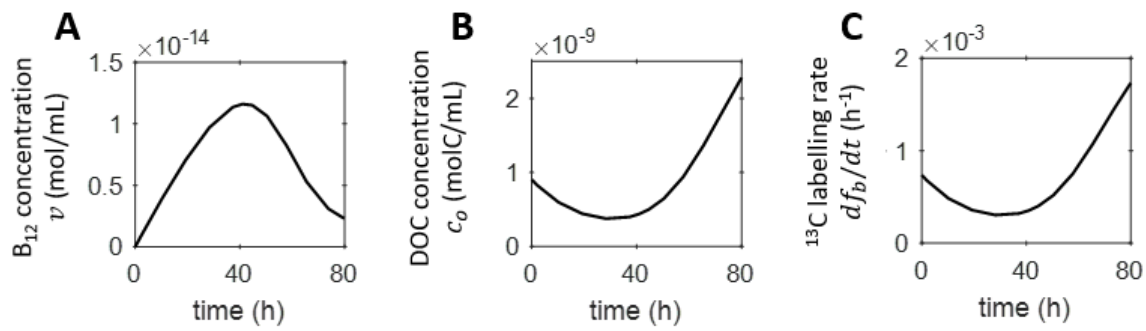 A
×10⁻¹⁴
B₁₂ concentration
v (mol/mL)
1.5
1
0.5
0
0
40
80
time (h)
B
×10⁻⁹
DOC concentration
cₒ (molC/mL)
2
1
0
0
40
80
time (h)
C
×10⁻³
¹³C labelling rate
df_b/dt (h⁻¹)
2
1
0
0
40
80
time (h)